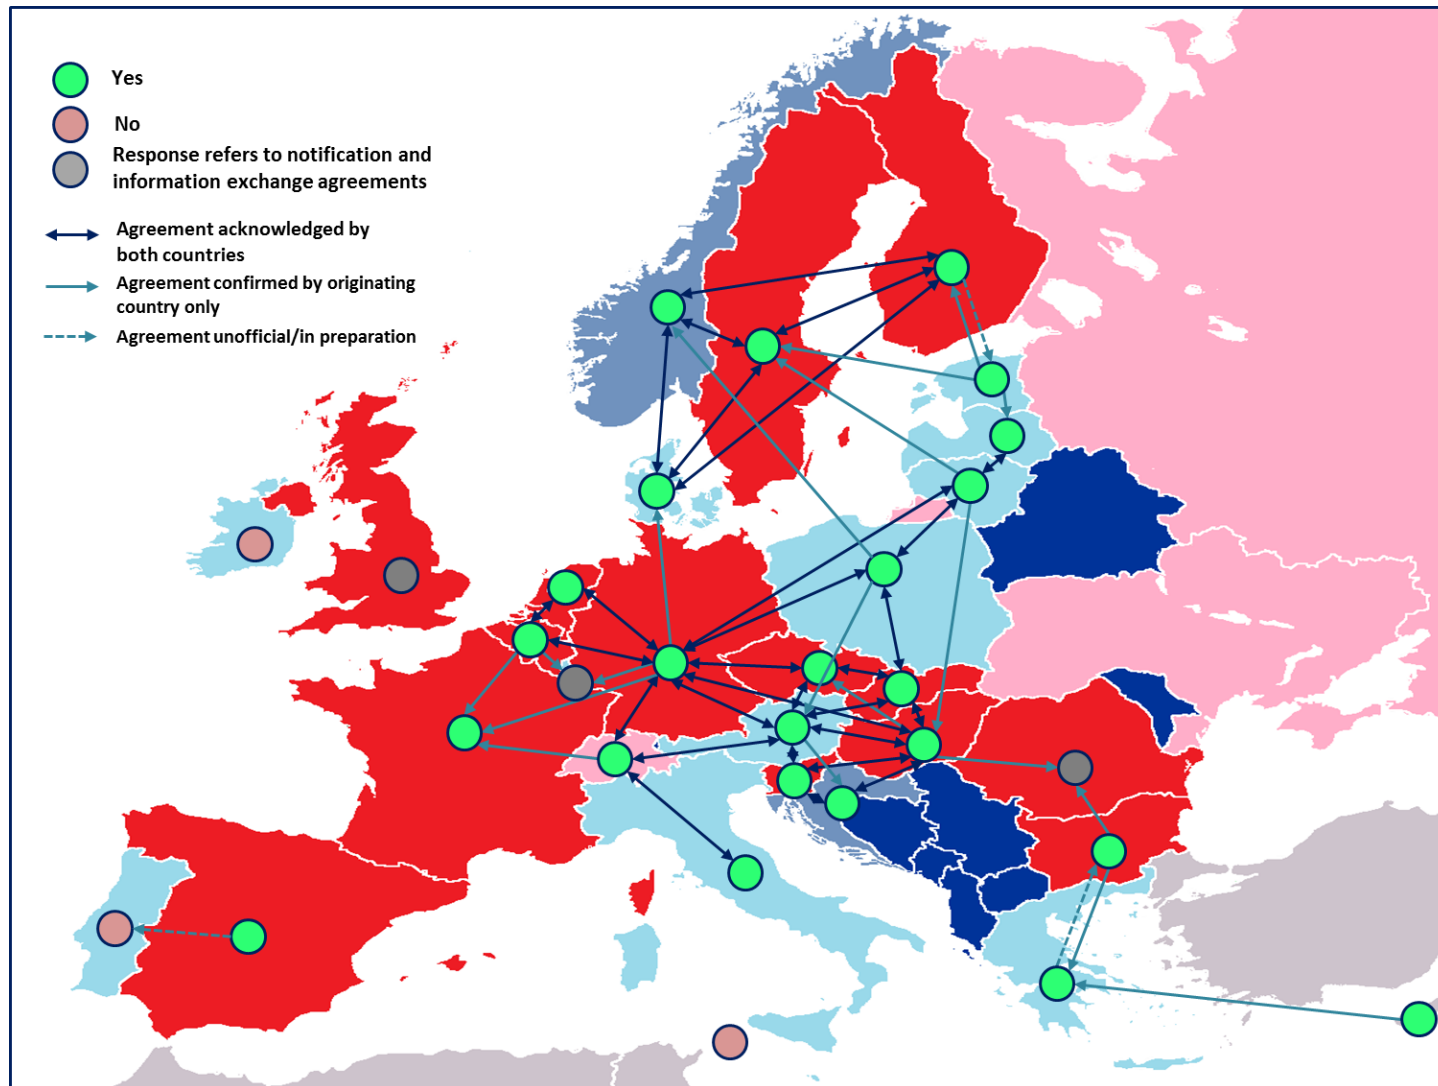 Yes
No
Response refers to notification and
information exchange agreements
Agreement acknowledged by
both countries
Agreement confirmed by originating
country only
Agreement unofficial/in preparation